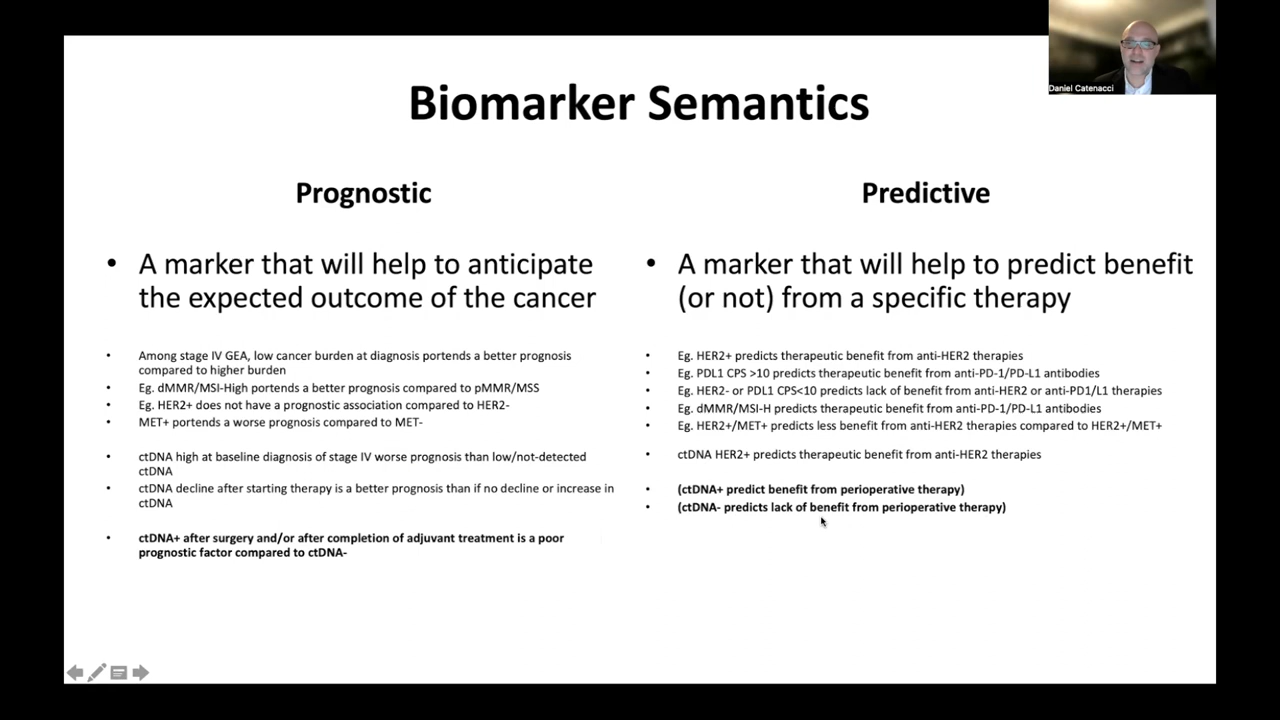 Daniel Catenacci
Biomarker Semantics
Prognostic
• A marker that will help to anticipate
the expected outcome of the cancer
• Among stage IV GEA, low cancer burden at diagnosis portends a better prognosis
compared to higher burden
• Eg. dMMR/MSI-High portends a better prognosis compared to pMMR/MSS
• Eg. HER2+ does not have a prognostic association compared to HER2-
• MET+ portends a worse prognosis compared to MET-
• ctDNA high at baseline diagnosis of stage IV worse prognosis than low/not-detected
ctDNA
• ctDNA decline after starting therapy is a better prognosis than if no decline or increase in
ctDNA
• ctDNA+ after surgery and/or after completion of adjuvant treatment is a poor
prognostic factor compared to ctDNA-
Predictive
• A marker that will help to predict benefit
(or not) from a specific therapy
• Eg. HER2+ predicts therapeutic benefit from anti-HER2 therapies
• Eg. PDL1 CPS >10 predicts therapeutic benefit from anti-PD-1/PD-L1 antibodies
• Eg. HER2- or PDL1 CPS<10 predicts lack of benefit from anti-HER2 or anti-PD1/L1 therapies
• Eg. dMMR/MSI-H predicts therapeutic benefit from anti-PD-1/PD-L1 antibodies
• Eg. HER2+/MET+ predicts less benefit from anti-HER2 therapies compared to HER2+/MET+
• ctDNA HER2+ predicts therapeutic benefit from anti-HER2 therapies
• (ctDNA+ predict benefit from perioperative therapy)
• (ctDNA- predicts lack of benefit from perioperative therapy)